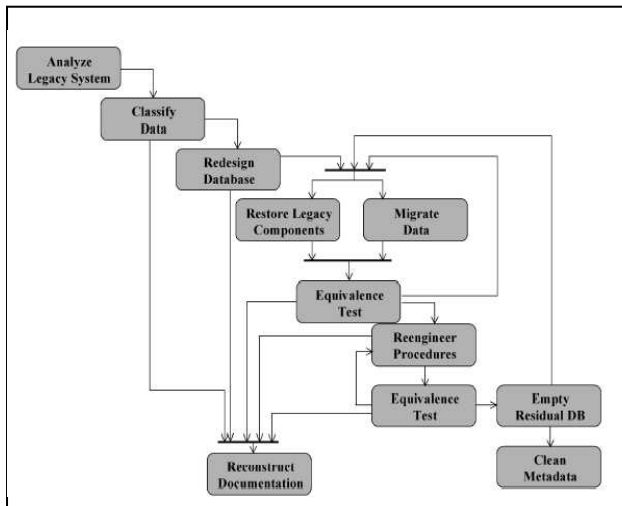 Analyze
Legacy System
Classify
Data
Redesign
Database
Restore Legacy
Components
Migrate
Data
Equivalence
Test
Reengineer
Procedures
Equivalence
Test
Empty
Residual DB
Reconstruct
Documentation
Clean
Metadata